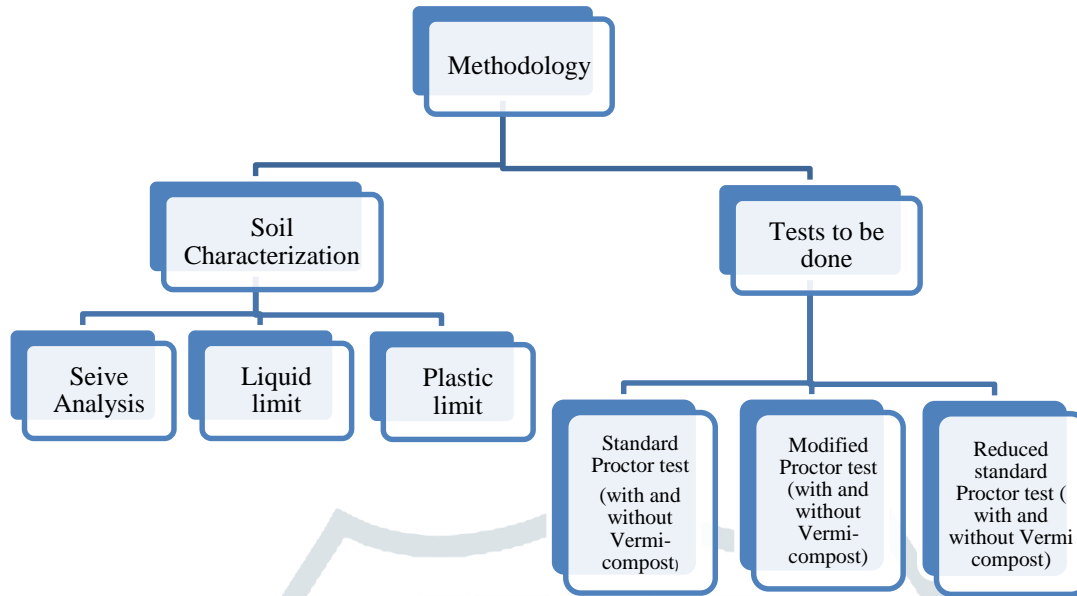 Methodology
Soil
Characterization
Tests to be
done
Seive
Analysis
Liquid
limit
Plastic
limit
Standard
Proctor test
(with and
without
Vermi-
compost)
Modified
Proctor test
(with and
without
Vermi-
compost)
Reduced
standard
Proctor test (
with and
without Vermi
compost)